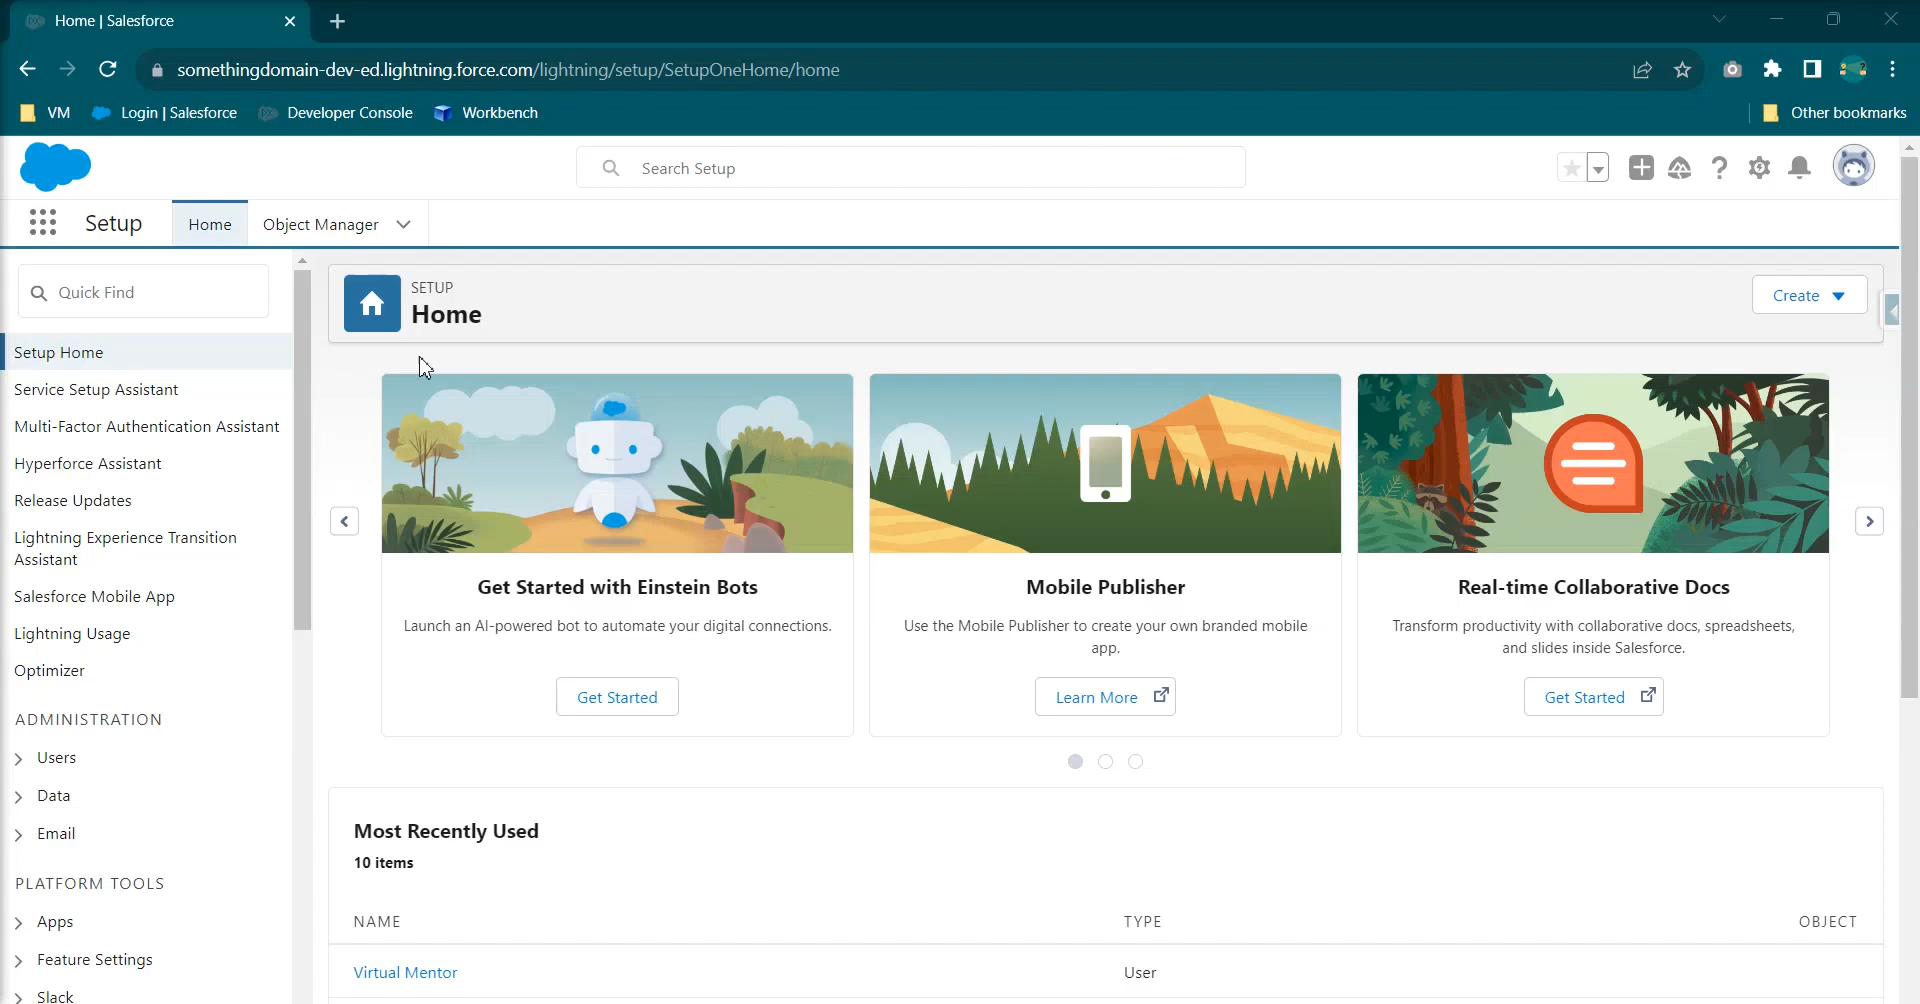 Home | Salesforce
somethingdomain-dev-ed.lightning.force.com/lightning/setup/SetupOneHome/home
VM
Login | Salesforce
Developer Console
Workbench
Other bookmarks
Search Setup
Setup
Home
Object Manager
Quick Find
Setup Home
Service Setup Assistant
Multi-Factor Authentication Assistant
Hyperforce Assistant
Release Updates
Lightning Experience Transition
Assistant
Salesforce Mobile App
Lightning Usage
Optimizer
ADMINISTRATION
Users
Data
Email
PLATFORM TOOLS
Apps
Feature Settings
Slack
SETUP
Home
Create
Get Started with Einstein Bots
Launch an AI-powered bot to automate your digital connections.
Get Started
Mobile Publisher
Use the Mobile Publisher to create your own branded mobile
app.
Learn More
Real-time Collaborative Docs
Transform productivity with collaborative docs, spreadsheets,
and slides inside Salesforce.
Get Started
Most Recently Used
10 items
NAME
TYPE
OBJECT
Virtual Mentor
User